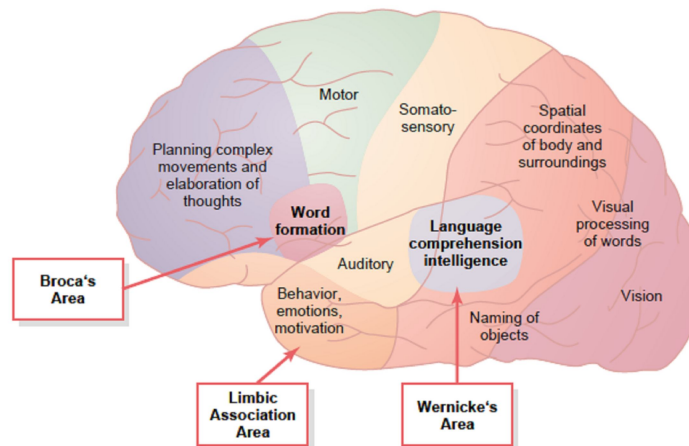 Motor
Somato-
sensory
Spatial
coordinates
of body and
surroundings
Planning complex
movements and
elaboration of
thoughts
Word
formation
Language
comprehension
intelligence
Visual
processing
of words
Auditory
Broca‘s
Area
Behavior,
emotions,
motivation
Vision
Naming of
objects
Limbic
Association
Area
Wernicke‘s
Area